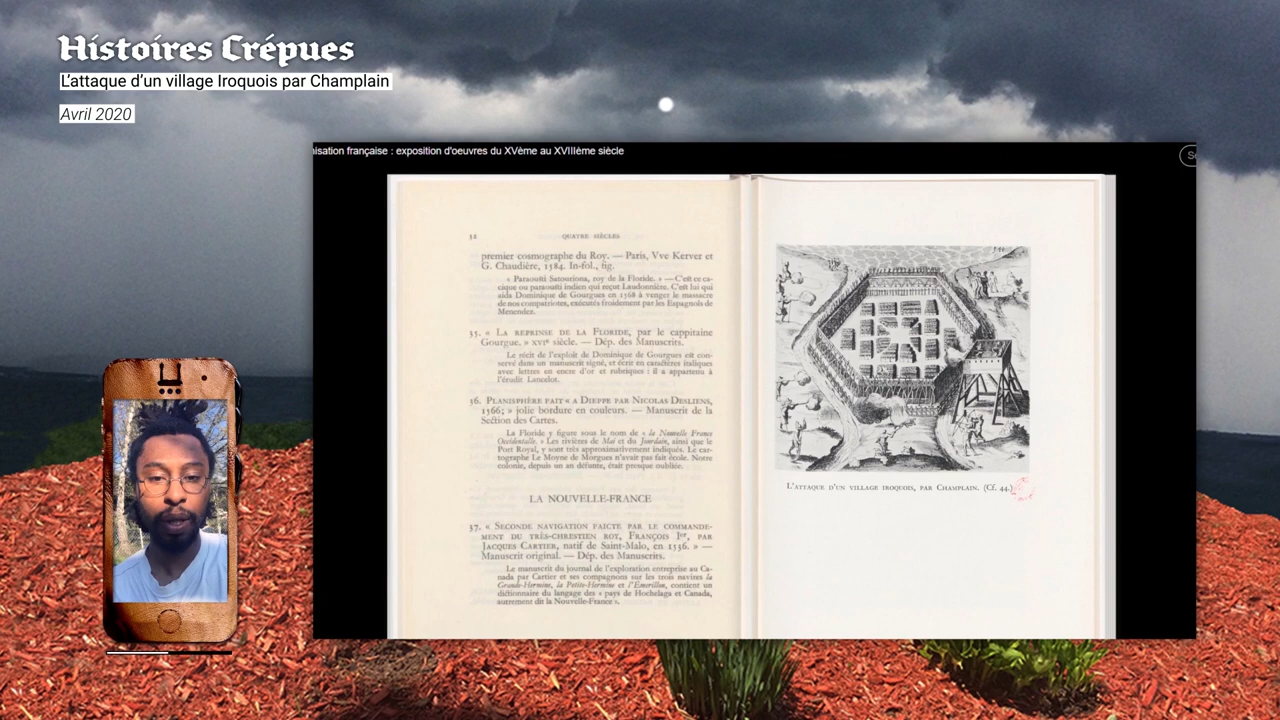 Histoires Crépues
L'attaque d'un village Iroquois par Champlain
Avril 2020
nisation française : exposition d'oeuvres du XVème au XVIIIème siècle
32
QUATRE SIÈCLES
premier cosmographe du Roy. — Paris, Vve Kerver et
G. Chaudière, 1584. In-fol., fig.
« Paraousti Satouriona, roy de la Floride. » — C'est ce ca-
cique ou paraousti indien qui reçut Laudonnière. C'est lui qui
aida Dominique de Gourgues en 1568 à venger le massacre
de nos compatriotes, exécutés froidement par les Espagnols de
Menendez.
35. « LA REPRINSE DE LA FLORIDE, par le cappitaine
Gourgue. » XVIe siècle. — Dép. des Manuscrits.
Le récit de l'exploit de Dominique de Gourgues est con-
servé dans un manuscrit signé, et écrit en caractères italiques
avec lettres en encre d'or et rubriques : il a appartenu à
l'érudit Lancelot.
36. PLANISPHÈRE FAIT « A DIEPPE PAR NICOLAS DESLIENS,
1566; » jolie bordure en couleurs. — Manuscrit de la
Section des Cartes.
La Floride y figure sous le nom de « la Nouvelle France
Occidentalle. » Les rivières de Mai et du Jourdain, ainsi que le
Port Royal, y sont très approximativement indiqués. Le car-
tographe Le Moyne de Morgues n'avait pas fait école. Notre
colonie, depuis un an défunte, était presque oubliée.
LA NOUVELLE-FRANCE
37. « SECONDE NAVIGATION FAICTE PAR LE COMMANDE-
MENT DU TRÈS-CHRESTIEN ROY, FRANÇOIS Ier, PAR
JACQUES CARTIER, natif de Saint-Malo, en 1536. » —
Manuscrit original. — Dép. des Manuscrits.
Le manuscrit du journal de l'exploration entreprise au Ca-
nada par Cartier et ses compagnons sur les trois navires la
Grande-Hermine, la Petite-Hermine et l'Émerillon, contient un
dictionnaire du langage des « pays de Hochelaga et Canada,
autrement dit la Nouvelle-France ».
L'ATTAQUE D'UN VILLAGE IROQUOIS, PAR CHAMPLAIN. (Cf. 44.)